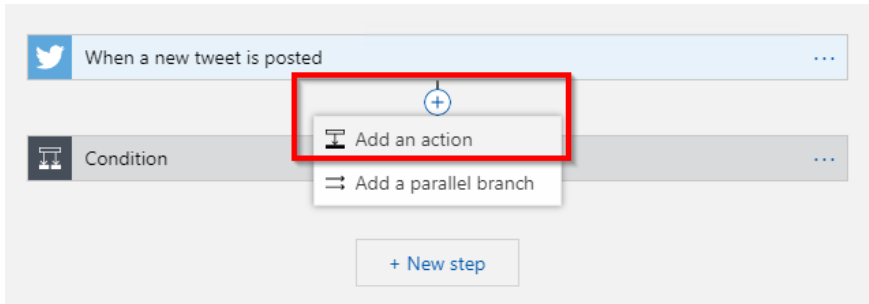 When a new tweet is posted
...
Add an action
Condition
...
Add a parallel branch
+ New step